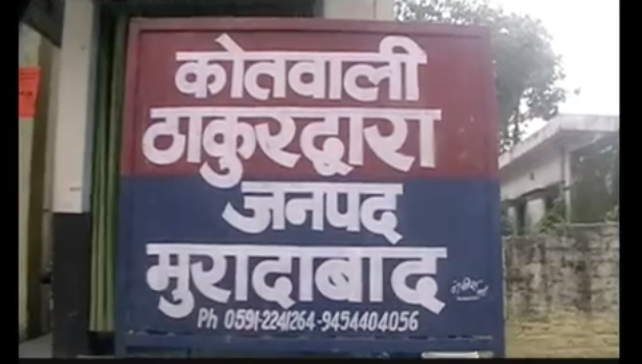 कोतवाली
ठाकुरद्वारा
जनपद
मुरादाबाद
Ph 0591-2241264-9454404056